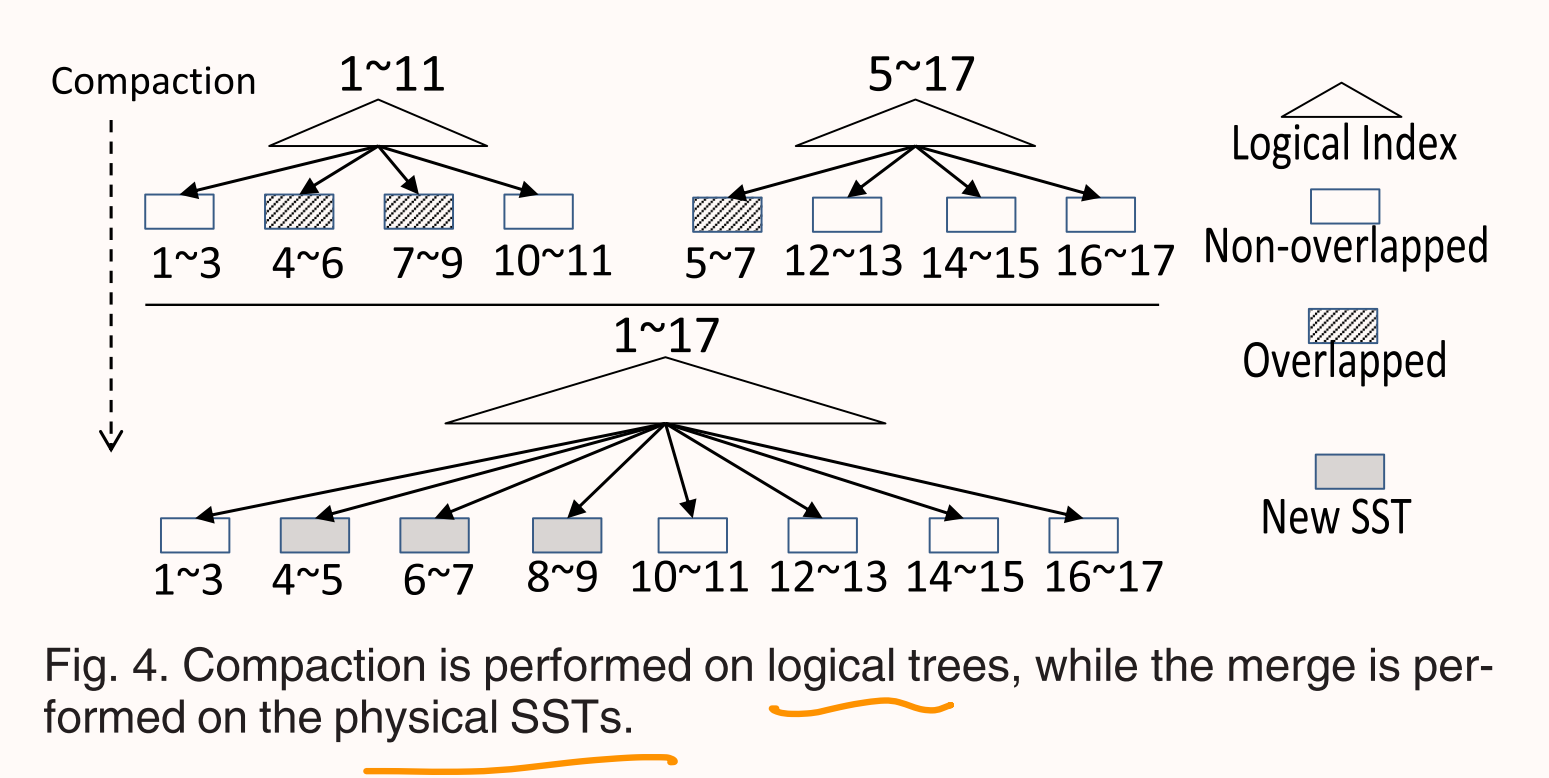 Compaction
1~11
5~17
Logical Index
1~3 4~6 7~9 10~11 5~7 12~13 14~15 16~17
Non-overlapped
1~17
Overlapped
New SST
1~3 4~5 6~7 8~9 10~11 12~13 14~15 16~17
Fig. 4. Compaction is performed on logical trees, while the merge is per-
formed on the physical SSTs.